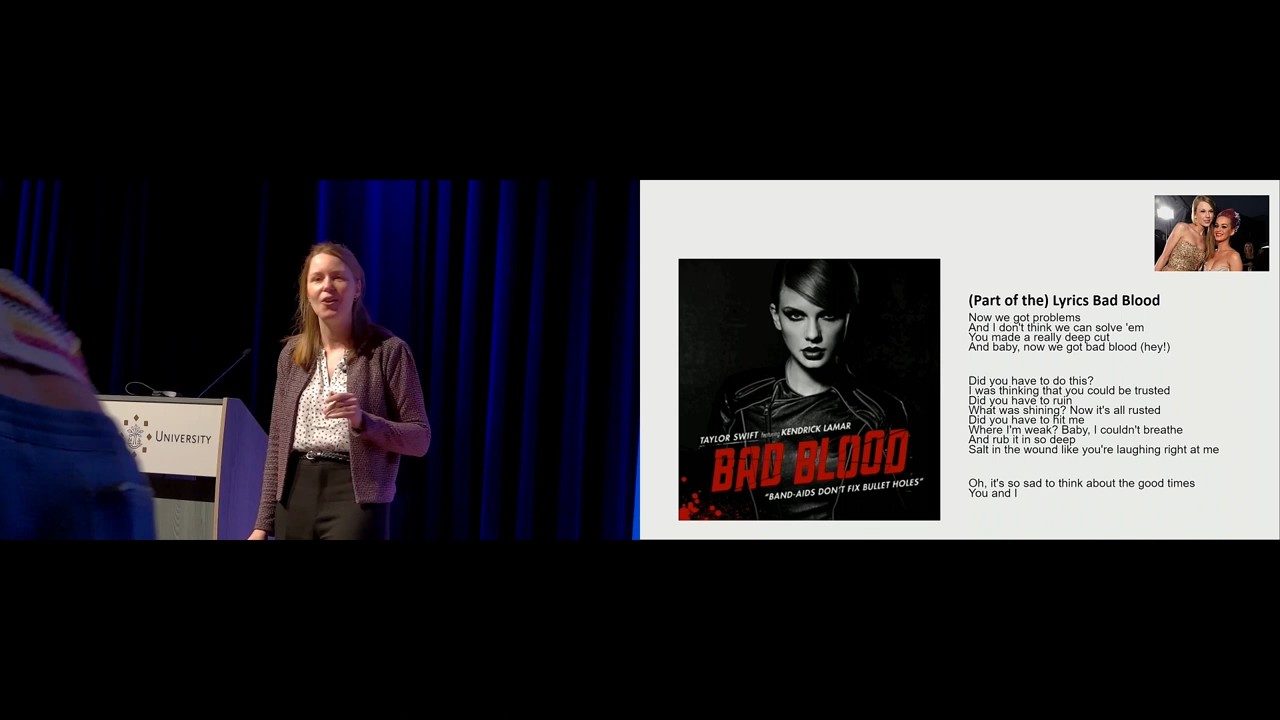 UNIVERSITY
TAYLOR SWIFT featuring KENDRICK LAMAR
BAD BLOOD
“BAND-AIDS DON'T FIX BULLET HOLES”
(Part of the) Lyrics Bad Blood
Now we got problems
And I don't think we can solve 'em
You made a really deep cut
And baby, now we got bad blood (hey!)
Did you have to do this?
I was thinking that you could be trusted
Did you have to ruin
What was shining? Now it's all rusted
Did you have to hit me
Where I'm weak? Baby, I couldn't breathe
And rub it in so deep
Salt in the wound like you're laughing right at me
Oh, it's so sad to think about the good times
You and I